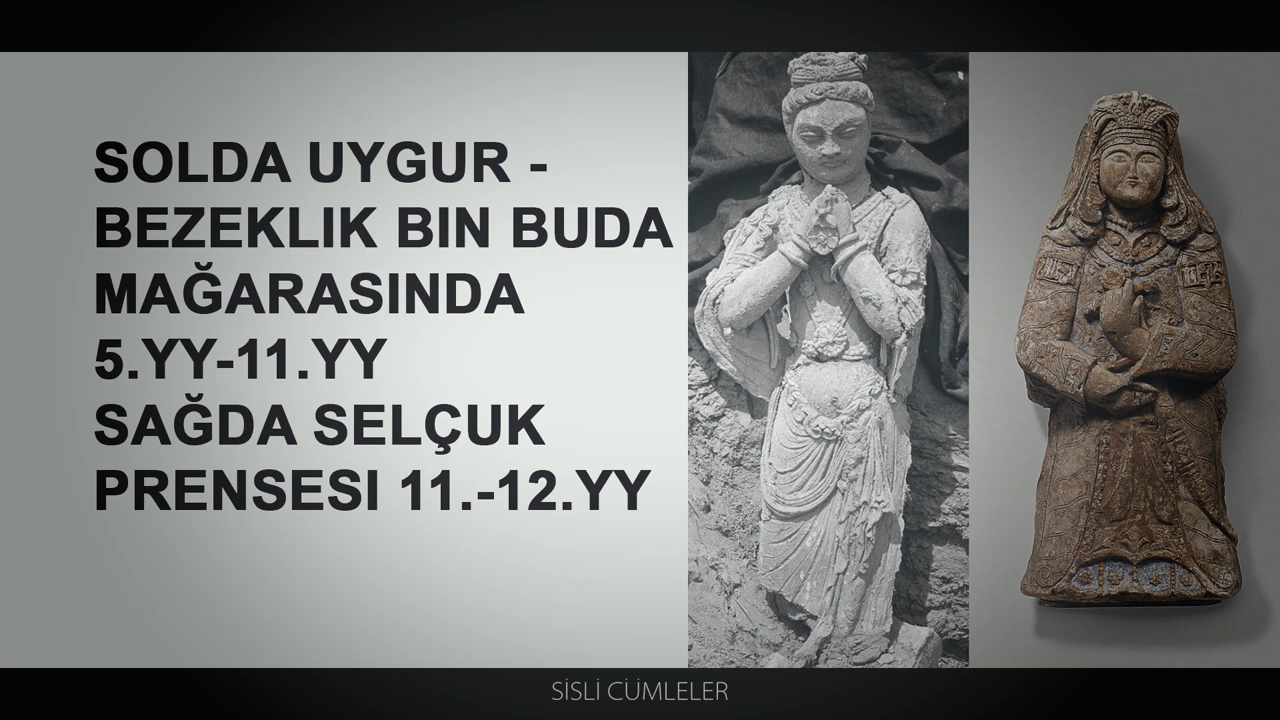 SOLDA UYGUR -
BEZEKLIK BIN BUDA
MAĞARASINDA
5.YY-11.YY
SAĞDA SELÇUK
PRENSESI 11.-12.YY
SİSLİ CÜMLELER